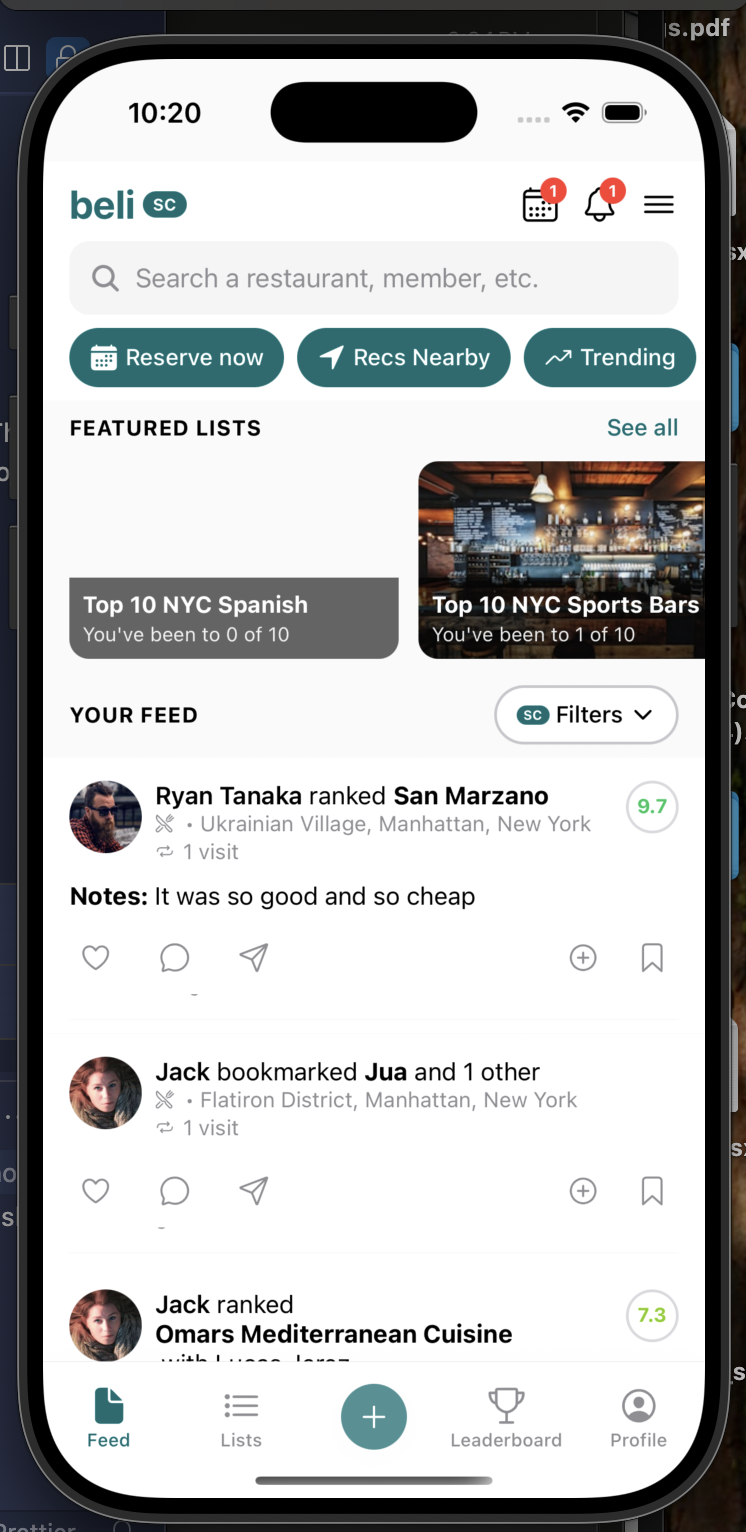 s.pdf
10:20
beli SC
1
1
Search a restaurant, member, etc.
Reserve now
Recs Nearby
Trending
FEATURED LISTS
See all
Top 10 NYC Spanish
You've been to 0 of 10
Top 10 NYC Sports Bars
You've been to 1 of 10
YOUR FEED
SC Filters
Ryan Tanaka ranked San Marzano
9.7
• Ukrainian Village, Manhattan, New York
1 visit
Notes: It was so good and so cheap
Jack bookmarked Jua and 1 other
• Flatiron District, Manhattan, New York
1 visit
Jack ranked
7.3
Omars Mediterranean Cuisine
Feed
Lists
Leaderboard
Profile